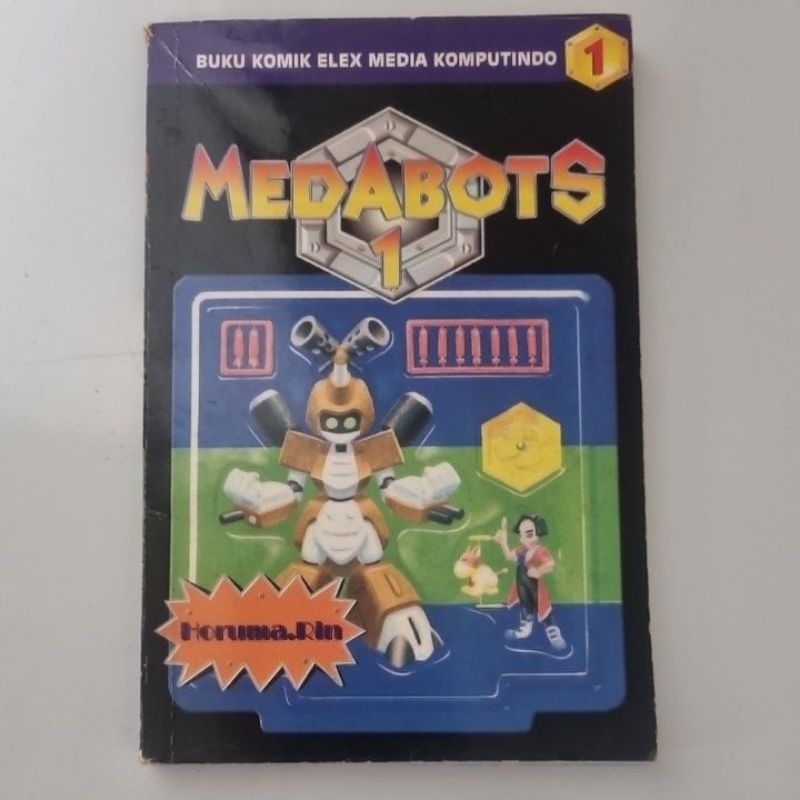 BUKU KOMIK ELEX MEDIA KOMPUTINDO
1
MEDABOTS
1
Horuma.Rin